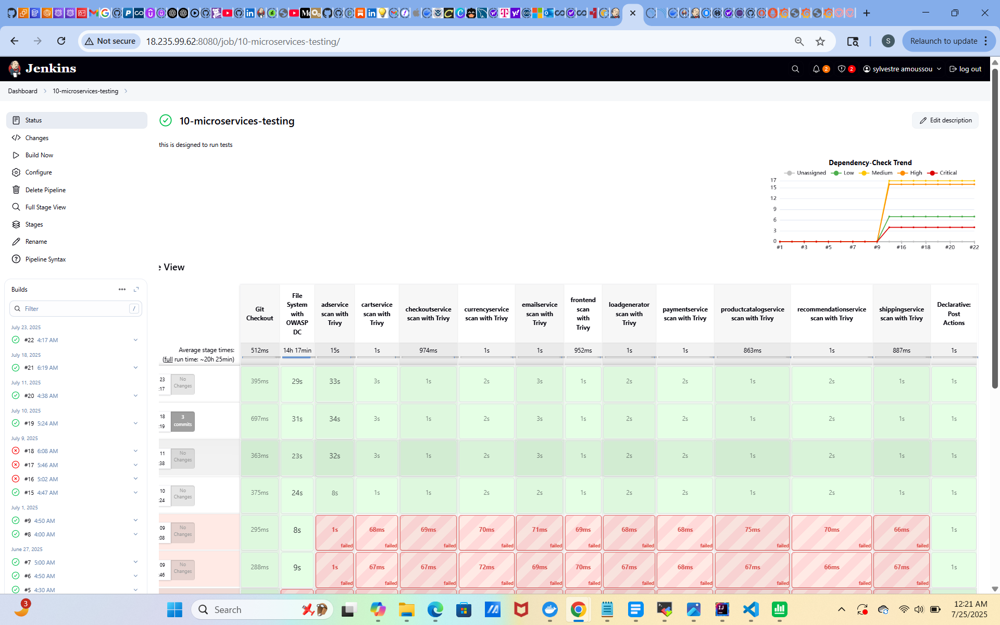 Not secure
18.235.99.62:8080/job/10-microservices-testing/
S
Relaunch to update
Jenkins
2
2
sylvestre amoussou
log out
Dashboard
10-microservices-testing
Status
Changes
Build Now
Configure
Delete Pipeline
Full Stage View
Stages
Rename
Pipeline Syntax
10-microservices-testing
Edit description
this is designed to run tests
Dependency-Check Trend
Unassigned Low Medium High Critical
17
15
12
9
6
3
0
#1 #3 #5 #7 #9 #16 #18 #20 #22
e View
Builds
Filter /
July 23, 2025
#22 4:17 AM
July 18, 2025
#21 6:19 AM
July 11, 2025
#20 4:38 AM
July 10, 2025
#19 5:24 AM
July 9, 2025
#18 6:08 AM
#17 5:46 AM
#16 5:02 AM
#15 4:47 AM
July 1, 2025
#9 4:50 AM
#8 4:00 AM
June 27, 2025
#7 5:00 AM
#6 4:50 AM
#5 4:30 AM
Git Checkout
File System with OWASP DC
adservice scan with Trivy
cartservice scan with Trivy
checkoutservice scan with Trivy
currencyservice scan with Trivy
emailservice scan with Trivy
frontend scan with Trivy
loadgenerator scan with Trivy
paymentservice scan with Trivy
productcatalogservice scan with Trivy
recommendationservice scan with Trivy
shippingservice scan with Trivy
Declarative: Post Actions
Average stage times:
(full run time: ~20h 25min)
512ms 14h 17min 15s 1s 974ms 1s 1s 952ms 1s 1s 863ms 1s 887ms 1s
23
:17
No Changes
395ms 29s 33s 3s 1s 2s 3s 1s 2s 2s 1s 2s 1s 1s
18
:19
3 commits
697ms 31s 34s 3s 1s 2s 3s 1s 2s 2s 1s 2s 1s 1s
11
:38
No Changes
363ms 23s 32s 3s 1s 2s 3s 1s 2s 2s 1s 2s 1s 1s
10
:24
No Changes
375ms 24s 8s 1s 1s 2s 2s 1s 2s 2s 1s 2s 1s 1s
09
:08
No Changes
295ms 8s 1s 68ms 69ms 70ms 71ms 69ms 68ms 68ms 75ms 70ms 66ms 1s
failed failed failed failed failed failed failed failed failed failed failed
09
:46
No Changes
288ms 9s 1s 67ms 67ms 72ms 69ms 70ms 67ms 68ms 67ms 66ms 67ms 1s
failed failed failed failed failed failed failed failed failed failed failed
3
Search
12:21 AM
7/25/2025